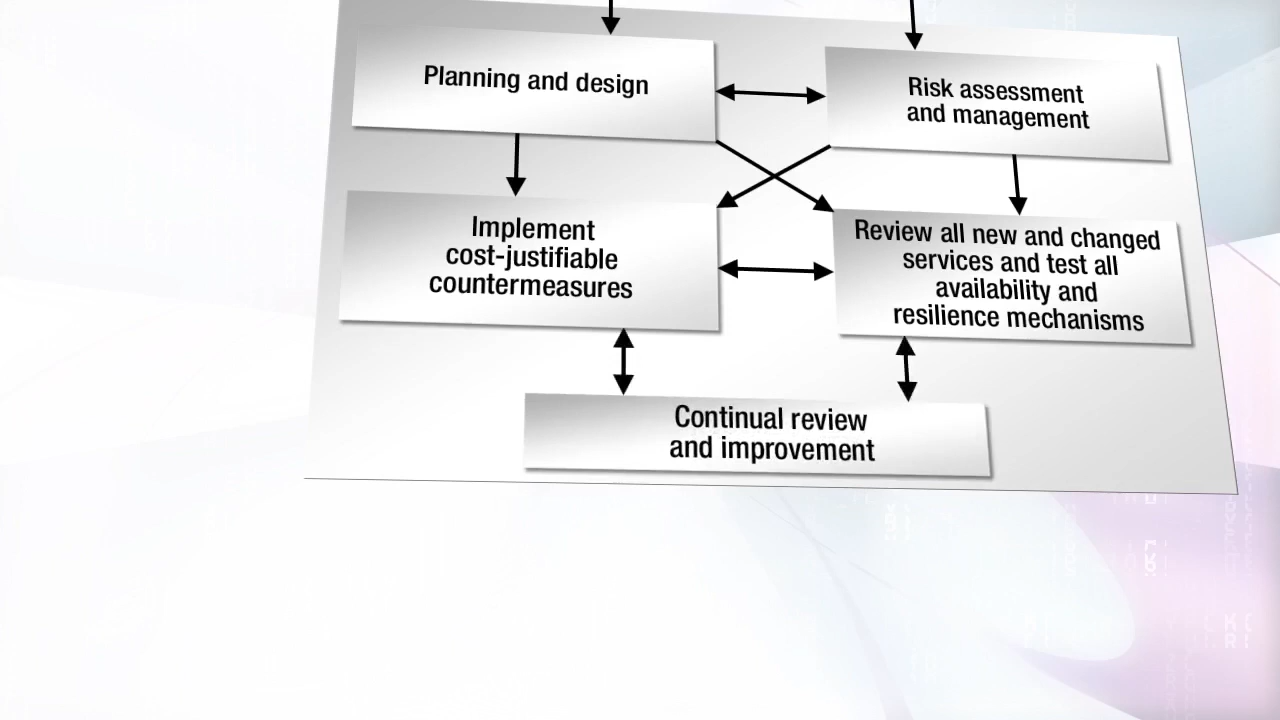 Planning and design
Risk assessment
and management
Implement
cost-justifiable
countermeasures
Review all new and changed
services and test all
availability and
resilience mechanisms
Continual review
and improvement